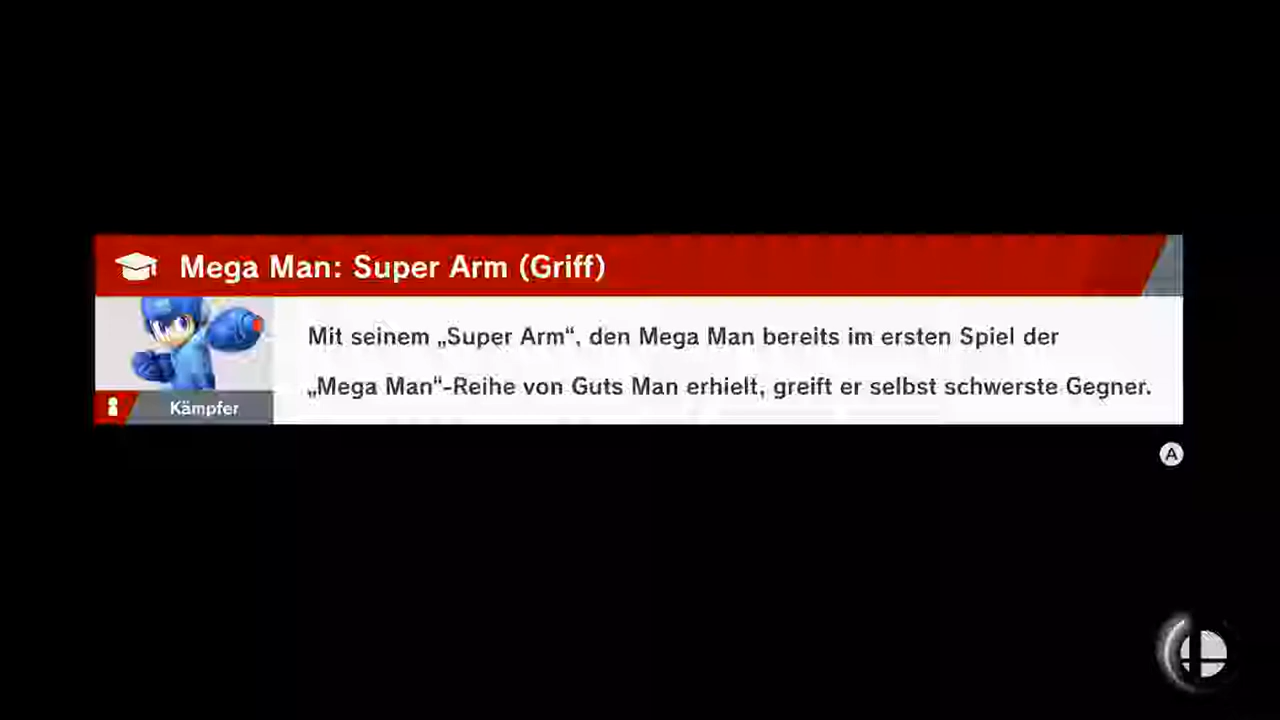 Mega Man: Super Arm (Griff)
Mit seinem „Super Arm“, den Mega Man bereits im ersten Spiel der
„Mega Man“-Reihe von Guts Man erhielt, greift er selbst schwerste Gegner.
Kämpfer
A